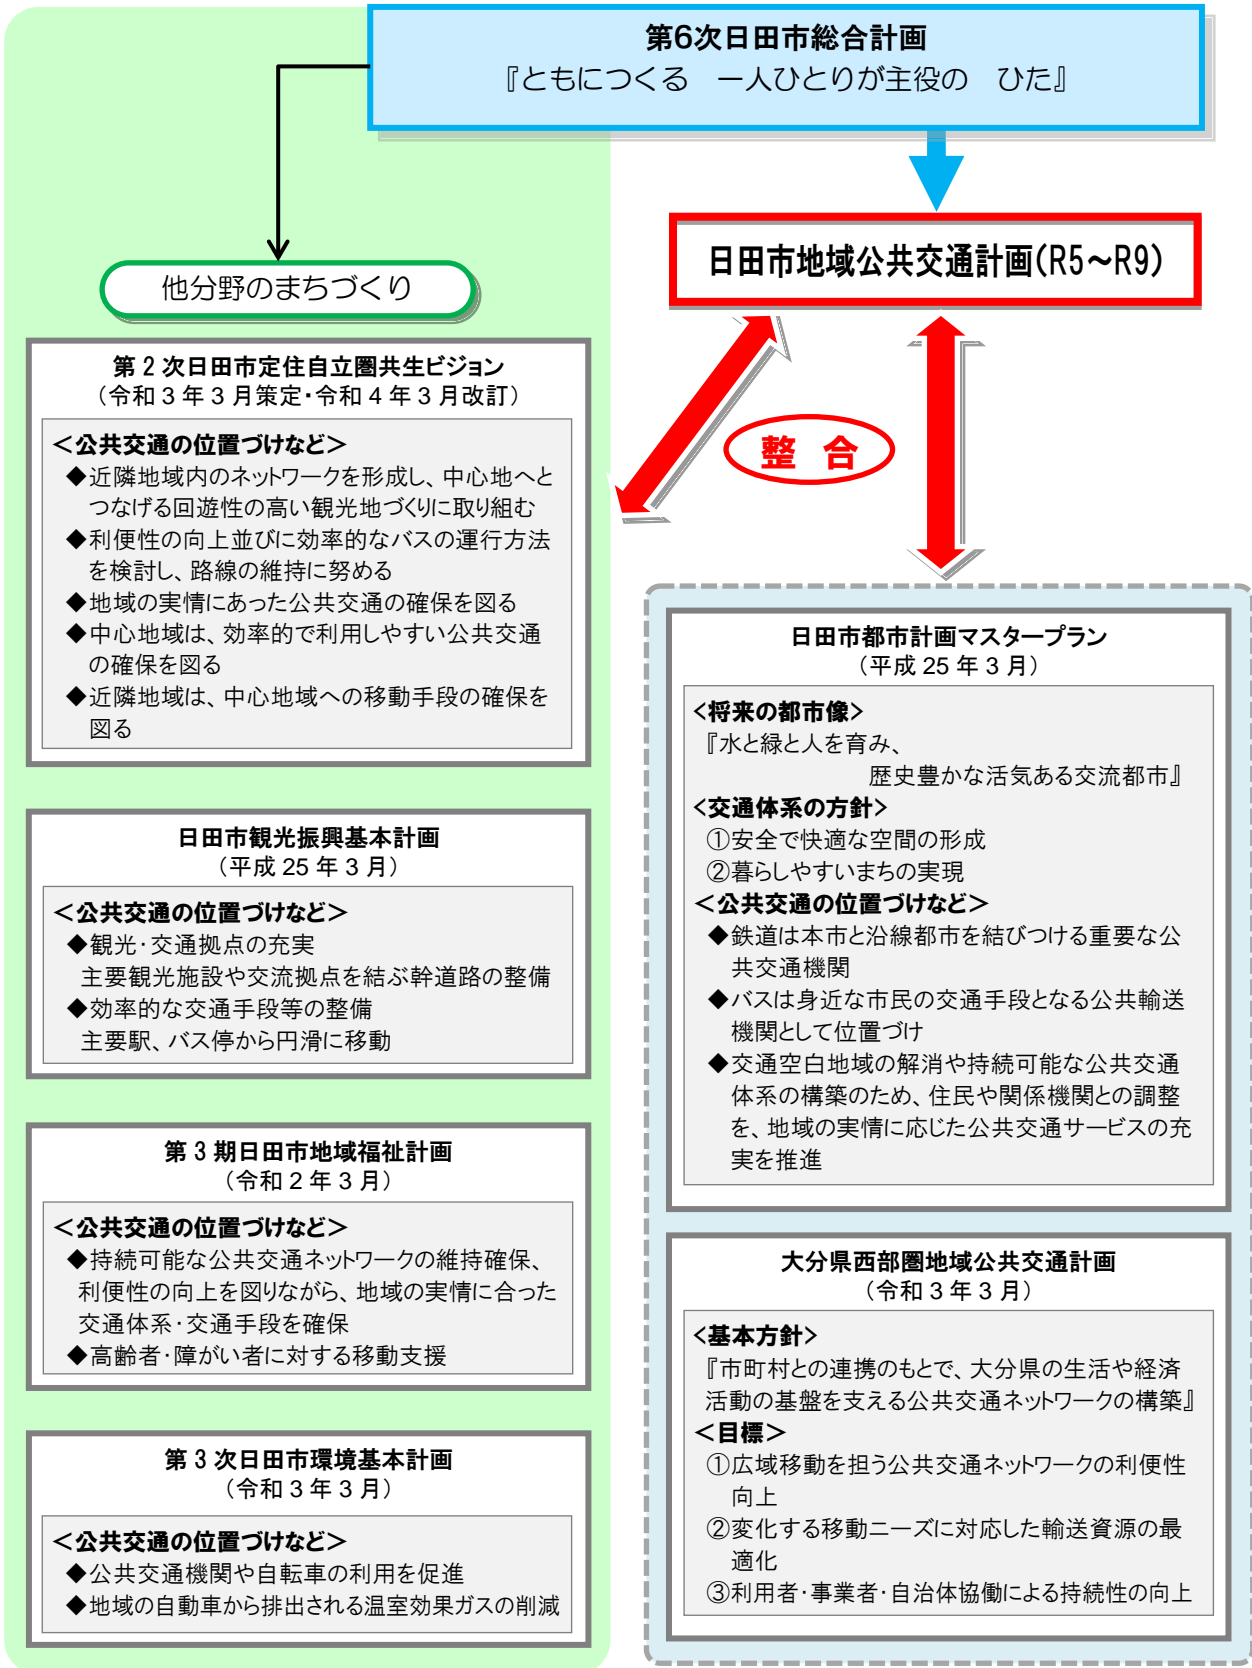 第6次日田市総合計画
『ともにつくる　一人ひとりが主役の　ひた』
日田市地域公共交通計画(R5～R9)
他分野のまちづくり
整 合
第２次日田市定住自立圏共生ビジョン
（令和３年３月策定・令和４年３月改訂）
＜公共交通の位置づけなど＞
◆近隣地域内のネットワークを形成し、中心地へと
つなげる回遊性の高い観光地づくりに取り組む
◆利便性の向上並びに効率的なバスの運行方法
を検討し、路線の維持に努める
◆地域の実情にあった公共交通の確保を図る
◆中心地域は、効率的で利用しやすい公共交通
の確保を図る
◆近隣地域は、中心地域への移動手段の確保を
図る
日田市観光振興基本計画
（平成 25 年３月）
＜公共交通の位置づけなど＞
◆観光・交通拠点の充実
主要観光施設や交流拠点を結ぶ幹道路の整備
◆効率的な交通手段等の整備
主要駅、バス停から円滑に移動
第３期日田市地域福祉計画
（令和２年３月）
＜公共交通の位置づけなど＞
◆持続可能な公共交通ネットワークの維持確保、
利便性の向上を図りながら、地域の実情に合った
交通体系・交通手段を確保
◆高齢者・障がい者に対する移動支援
第３次日田市環境基本計画
（令和３年３月）
＜公共交通の位置づけなど＞
◆公共交通機関や自転車の利用を促進
◆地域の自動車から排出される温室効果ガスの削減
日田市都市計画マスタープラン
（平成 25 年３月）
＜将来の都市像＞
『水と緑と人を育み、
歴史豊かな活気ある交流都市』
＜交通体系の方針＞
①安全で快適な空間の形成
②暮らしやすいまちの実現
＜公共交通の位置づけなど＞
◆鉄道は本市と沿線都市を結びつける重要な公
共交通機関
◆バスは身近な市民の交通手段となる公共輸送
機関として位置づけ
◆交通空白地域の解消や持続可能な公共交通
体系の構築のため、住民や関係機関との調整
を、地域の実情に応じた公共交通サービスの充
実を推進
大分県西部圏地域公共交通計画
（令和３年３月）
＜基本方針＞
『市町村との連携のもとで、大分県の生活や経済
活動の基盤を支える公共交通ネットワークの構築』
＜目標＞
①広域移動を担う公共交通ネットワークの利便性
向上
②変化する移動ニーズに対応した輸送資源の最
適化
③利用者・事業者・自治体協働による持続性の向上